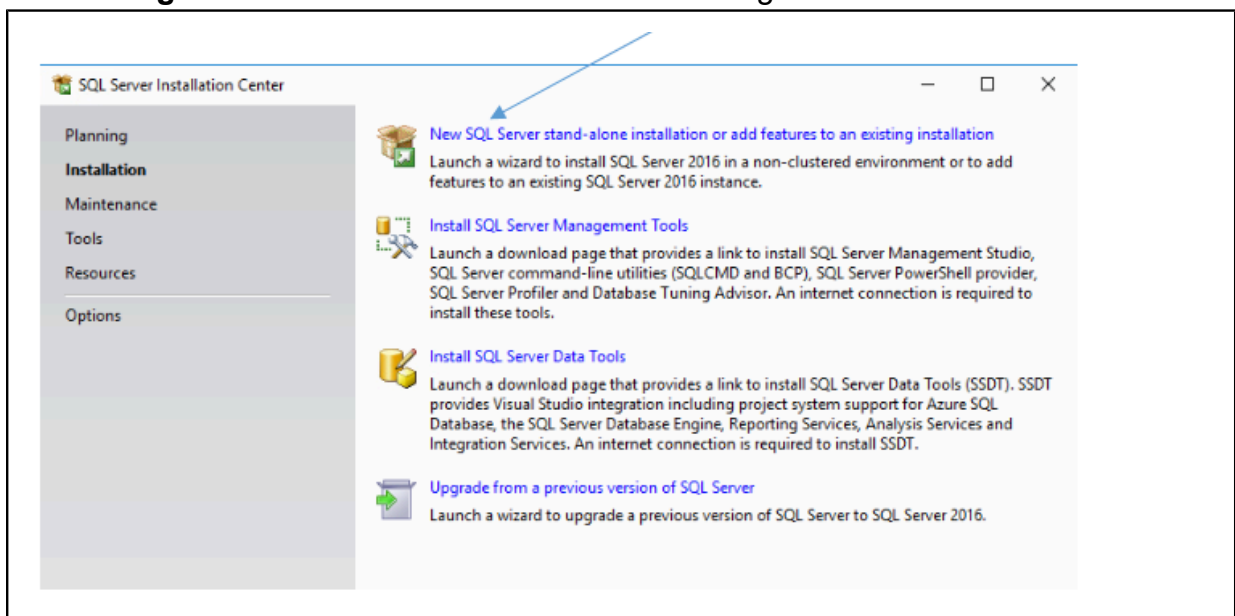 SQL Server Installation Center
Planning
Installation
Maintenance
Tools
Resources
Options
New SQL Server stand-alone installation or add features to an existing installation
Launch a wizard to install SQL Server 2016 in a non-clustered environment or to add
features to an existing SQL Server 2016 instance.
Install SQL Server Management Tools
Launch a download page that provides a link to install SQL Server Management Studio,
SQL Server command-line utilities (SQLCMD and BCP), SQL Server PowerShell provider,
SQL Server Profiler and Database Tuning Advisor. An internet connection is required to
install these tools.
Install SQL Server Data Tools
Launch a download page that provides a link to install SQL Server Data Tools (SSDT). SSDT
provides Visual Studio integration including project system support for Azure SQL
Database, the SQL Server Database Engine, Reporting Services, Analysis Services and
Integration Services. An internet connection is required to install SSDT.
Upgrade from a previous version of SQL Server
Launch a wizard to upgrade a previous version of SQL Server to SQL Server 2016.